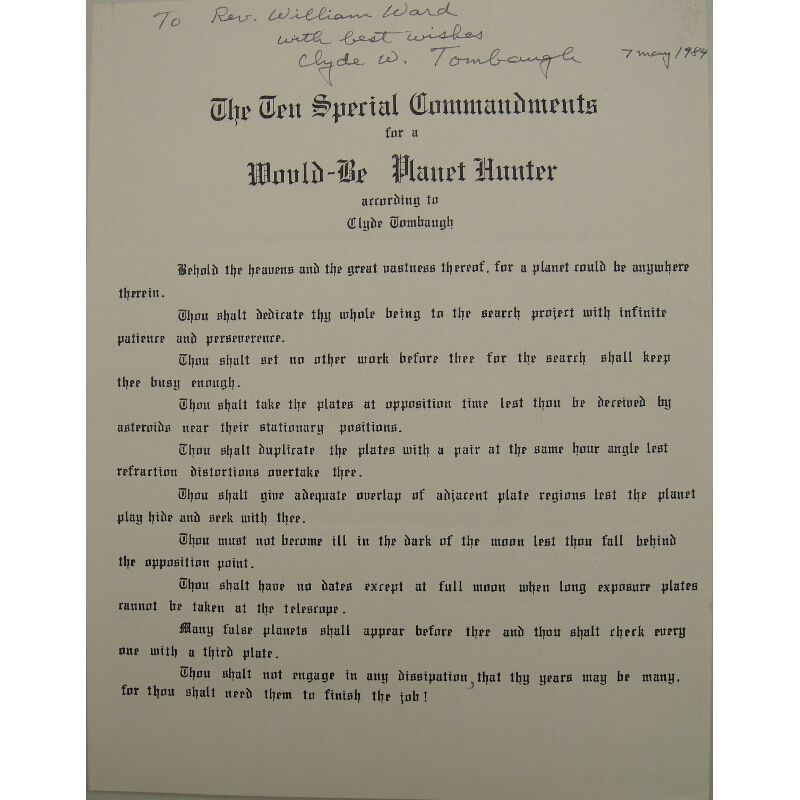 To Rev. William Ward
with best wishes
Clyde W. Tombaugh 7 May 1984
The Ten Special Commandments
for a
Would-Be Planet Hunter
according to
Clyde Tombaugh
Behold the heavens and the great vastness thereof, for a planet could be anywhere
therein.
Thou shalt dedicate thy whole being to the search project with infinite
patience and perseverence.
Thou shalt set no other work before thee for the search shall keep
thee busy enough.
Thou shalt take the plates at opposition time lest thou be deceived by
asteroids near their stationary positions.
Thou shalt duplicate the plates with a pair at the same hour angle lest
refraction distortions overtake thee.
Thou shalt give adequate overlap of adjacent plate regions lest the planet
play hide and seek with thee.
Thou must not become ill in the dark of the moon lest thou fall behind
the opposition point.
Thou shalt have no dates except at full moon when long exposure plates
cannot be taken at the telescope.
Many false planets shall appear before thee and thou shalt check every
one with a third plate.
Thou shalt not engage in any dissipation, that thy years may be many,
for thou shalt need them to finish the job!